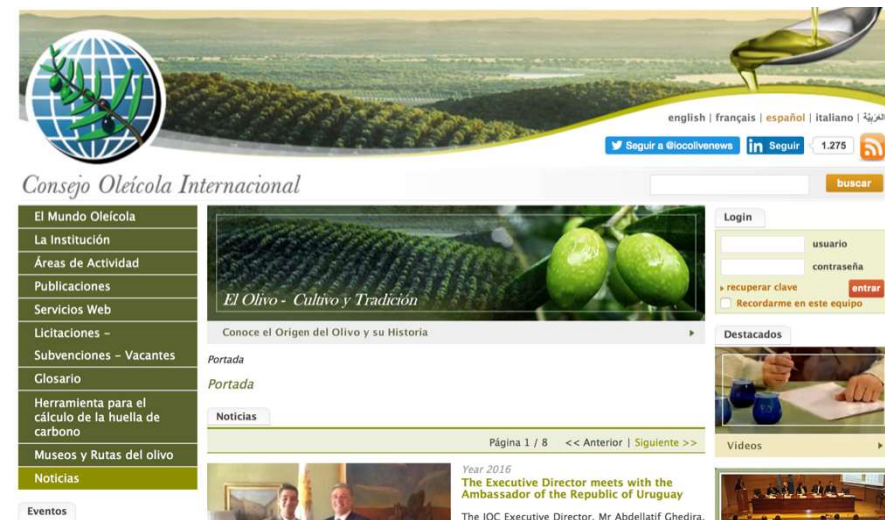 english | français | español | italiano | العربيّة
Seguir a @iocolivenews
in Seguir
1.275
Consejo Oleícola Internacional
buscar
El Mundo Oleícola
La Institución
Áreas de Actividad
Publicaciones
Servicios Web
Licitaciones –
Subvenciones – Vacantes
Glosario
Herramienta para el
cálculo de la huella de
carbono
Museos y Rutas del olivo
Noticias
Eventos
El Olivo - Cultivo y Tradición
Conoce el Origen del Olivo y su Historia
Portada
Portada
Noticias
Página 1 / 8 << Anterior | Siguiente >>
Year 2016
The Executive Director meets with the
Ambassador of the Republic of Uruguay
The IOC Executive Director, Mr Abdellatif Ghedira,
Login
usuario
contraseña
recuperar clave
entrar
Recordarme en este equipo
Destacados
Videos